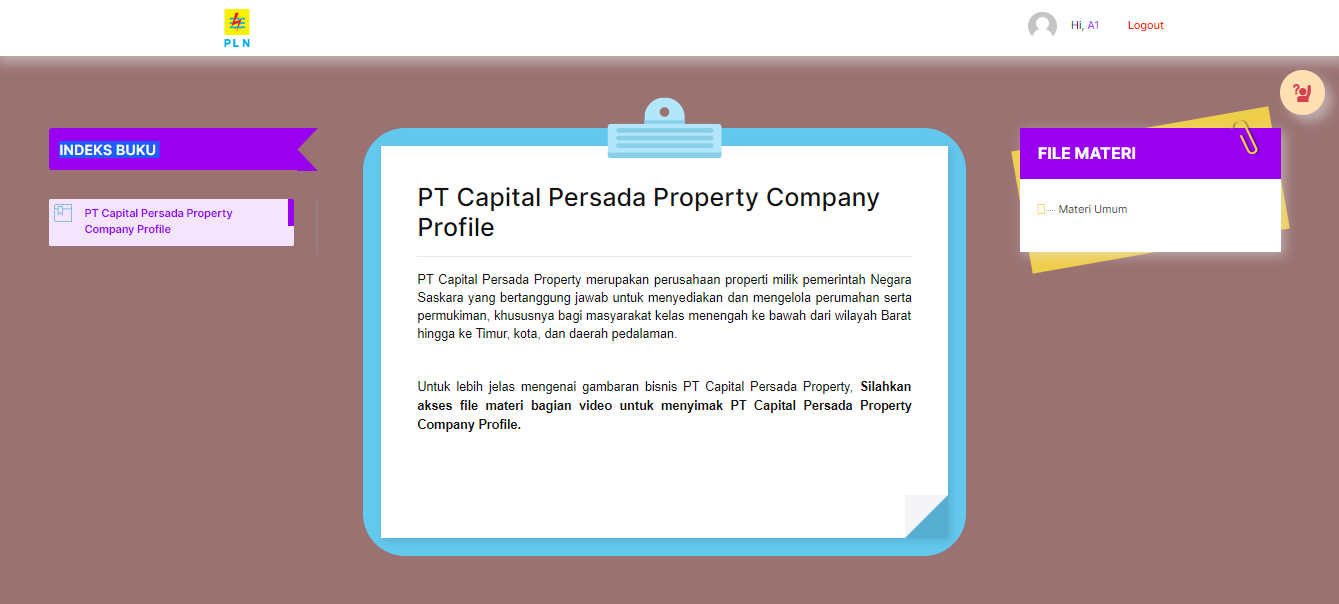 PLN
Hi, A1
Logout
INDEKS BUKU
PT Capital Persada Property
Company Profile
PT Capital Persada Property Company
Profile
PT Capital Persada Property merupakan perusahaan properti milik pemerintah Negara
Saskara yang bertanggung jawab untuk menyediakan dan mengelola perumahan serta
permukiman, khususnya bagi masyarakat kelas menengah ke bawah dari wilayah Barat
hingga ke Timur, kota, dan daerah pedalaman.
Untuk lebih jelas mengenai gambaran bisnis PT Capital Persada Property, Silahkan
akses file materi bagian video untuk menyimak PT Capital Persada Property
Company Profile.
FILE MATERI
Materi Umum